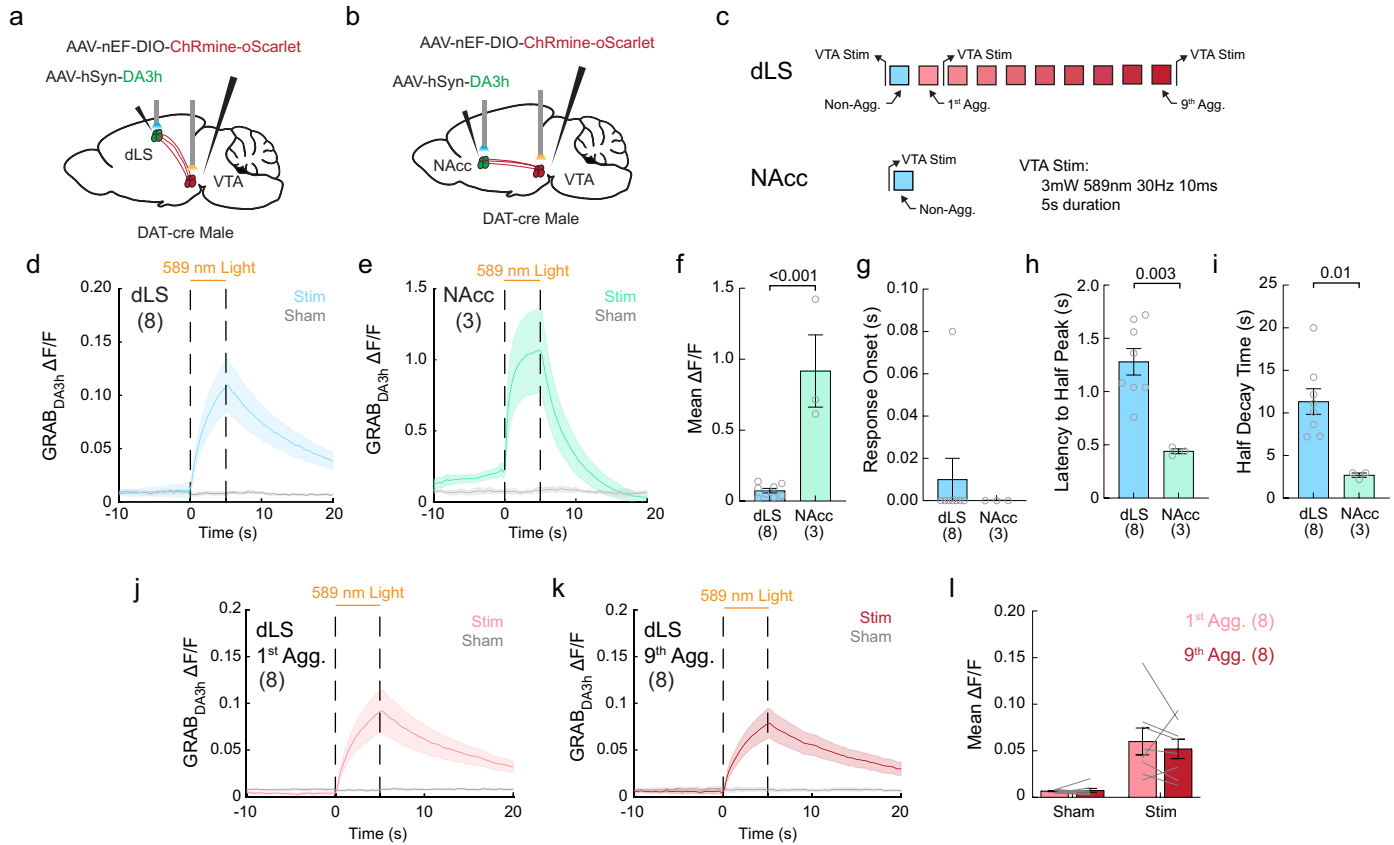 a
AAV-nEF-DIO-ChRmine-oScarlet
AAV-hSyn-DA3h
dLS
VTA
DAT-cre Male
b
AAV-nEF-DIO-ChRmine-oScarlet
AAV-hSyn-DA3h
NAcc
VTA
DAT-cre Male
c
VTA Stim
VTA Stim
VTA Stim
dLS
Non-Agg.
1st Agg.
9th Agg.
VTA Stim
NAcc
Non-Agg.
VTA Stim:
3mW 589nm 30Hz 10ms
5s duration
d
589 nm Light
0.20
0.15
0.10
0.05
0
GRABDA3h ΔF/F
dLS
(8)
Stim
Sham
-10
0
10
20
Time (s)
e
589 nm Light
1.0
0.5
0
GRABDA3h ΔF/F
NAcc
(3)
Stim
Sham
-10
0
10
20
Time (s)
f
<0.001
1.5
1.0
0.5
0
Mean ΔF/F
dLS
(8)
NAcc
(3)
g
0.10
0.08
0.06
0.04
0.02
0.00
Response Onset (s)
dLS
(8)
NAcc
(3)
h
0.003
2.0
1.5
1.0
0.5
0
Latency to Half Peak (s)
dLS
(8)
NAcc
(3)
i
0.01
25
20
15
10
5
0
Half Decay Time (s)
dLS
(8)
NAcc
(3)
j
589 nm Light
0.2
0.15
0.1
0.05
0
GRABDA3h ΔF/F
dLS
1st Agg.
(8)
Stim
Sham
-10
0
10
20
Time (s)
k
589 nm Light
0.2
0.15
0.1
0.05
0
GRABDA3h ΔF/F
dLS
9th Agg.
(8)
Stim
Sham
-10
0
10
20
Time (s)
l
0.2
0.15
0.10
0.05
0
Mean ΔF/F
1st Agg. (8)
9th Agg. (8)
Sham
Stim